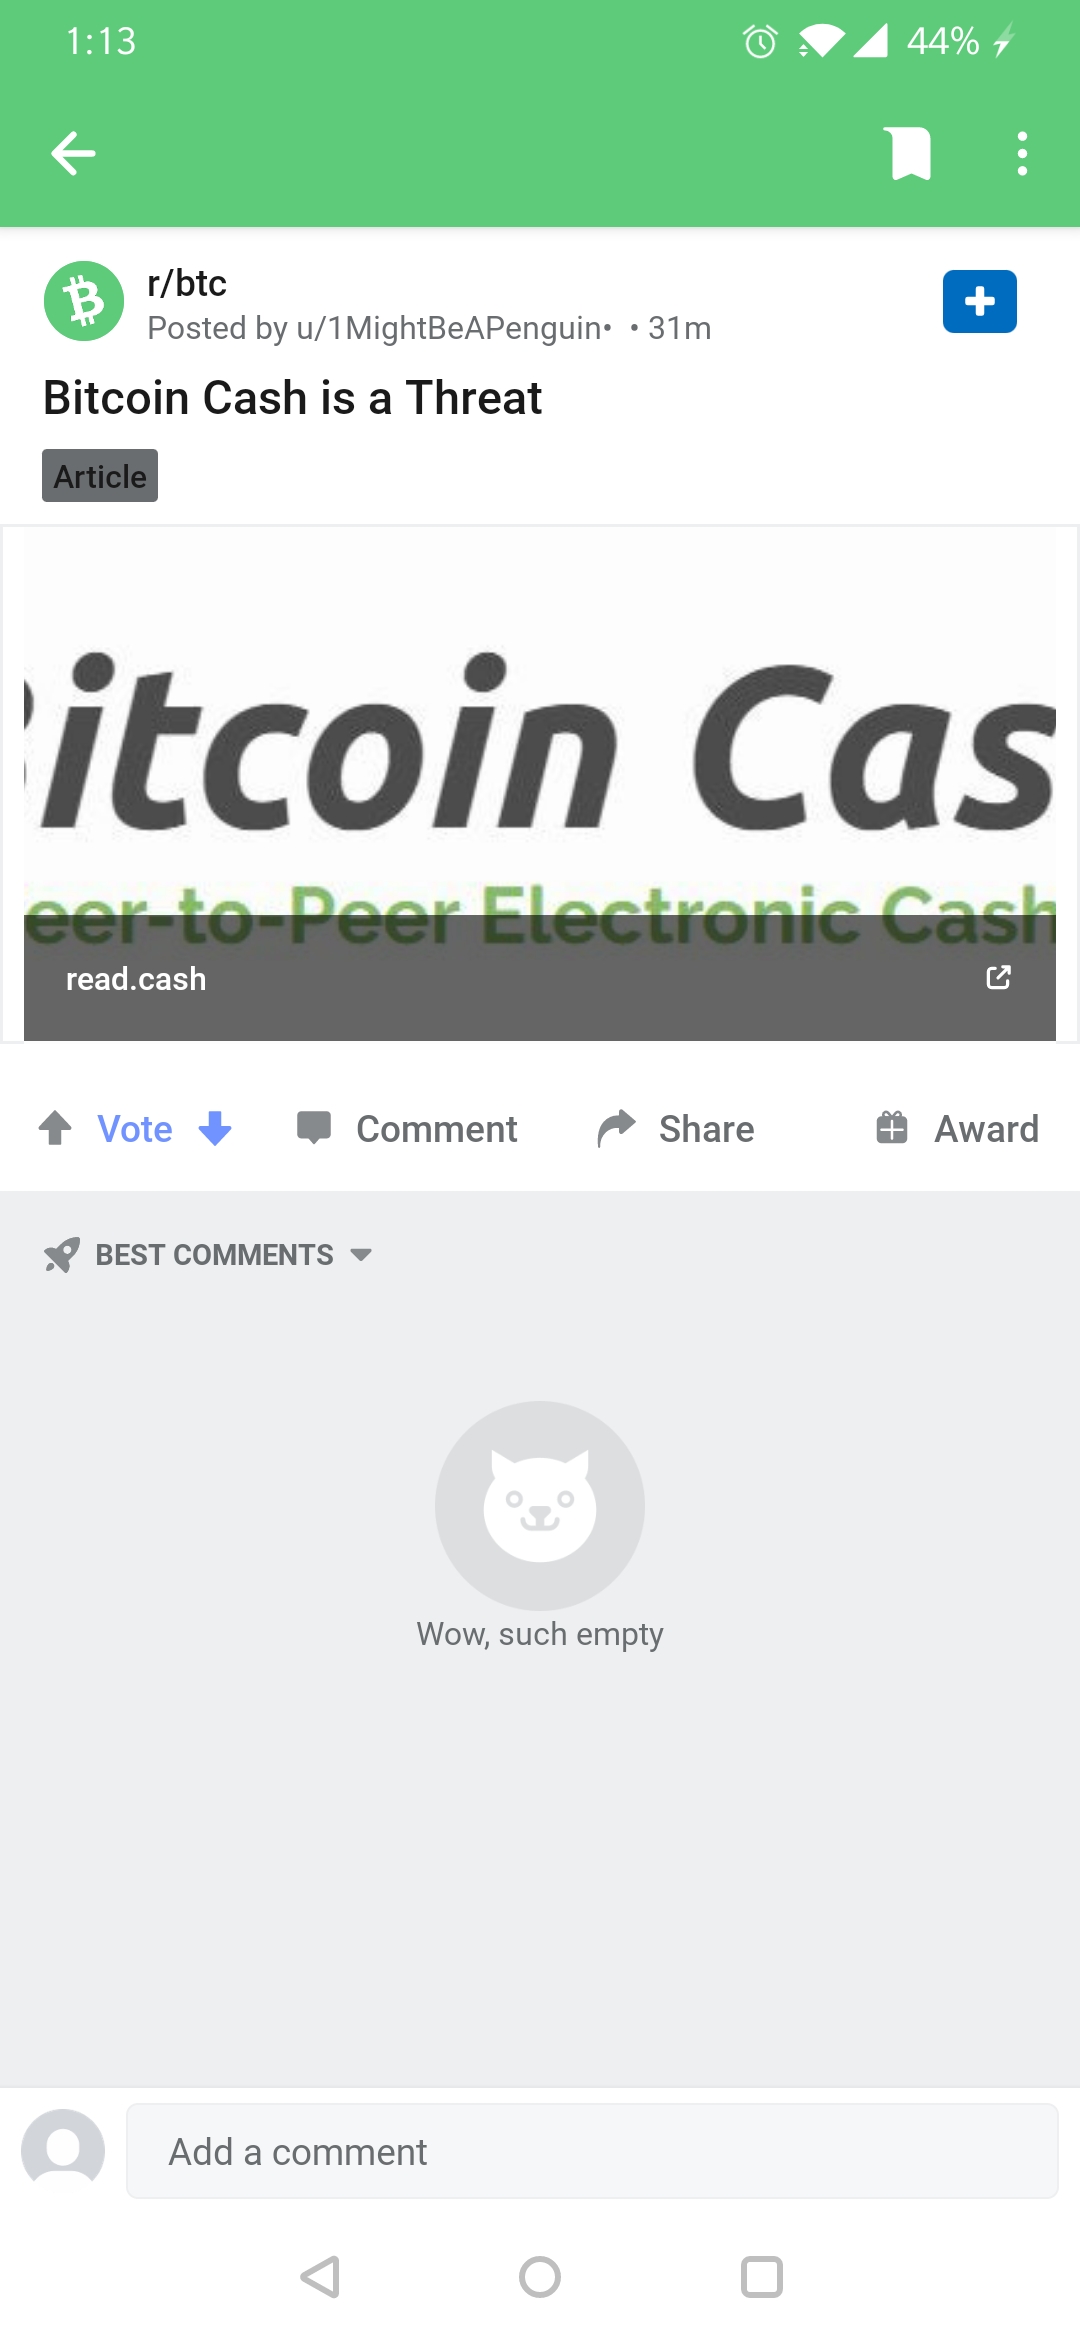 1:13
44%
r/btc
Posted by u/1MightBeAPenguin• • 31m
Bitcoin Cash is a Threat
Article
itcoin Cas
eer-to-Peer Electronic Cash
read.cash
Vote
Comment
Share
Award
BEST COMMENTS
Wow, such empty
Add a comment